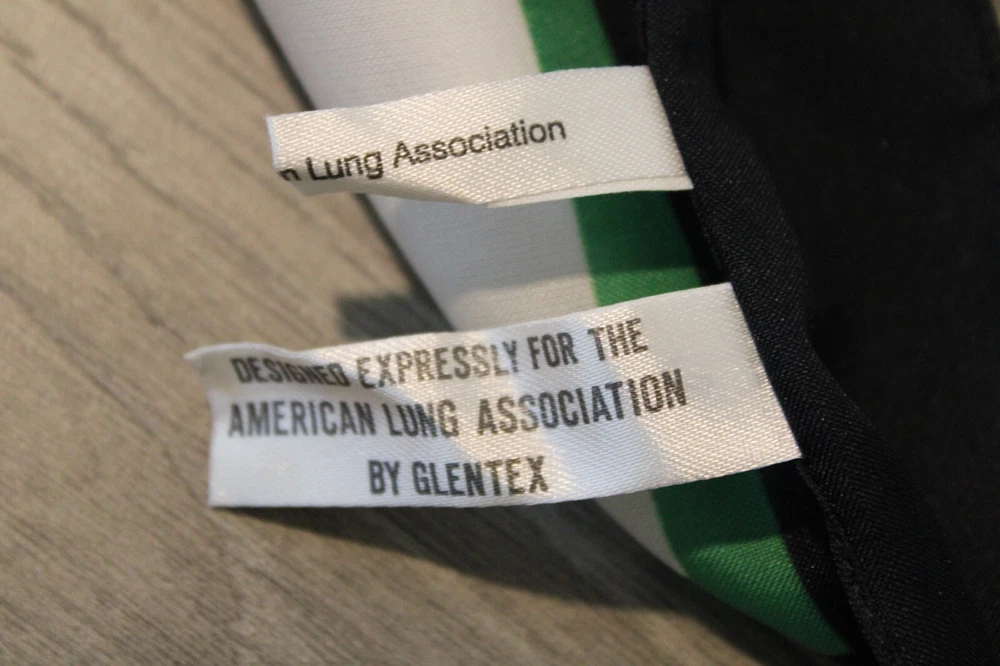 n Lung Association
DESIGNED EXPRESSLY FOR THE
AMERICAN LUNG ASSOCIATION
BY GLENTEX